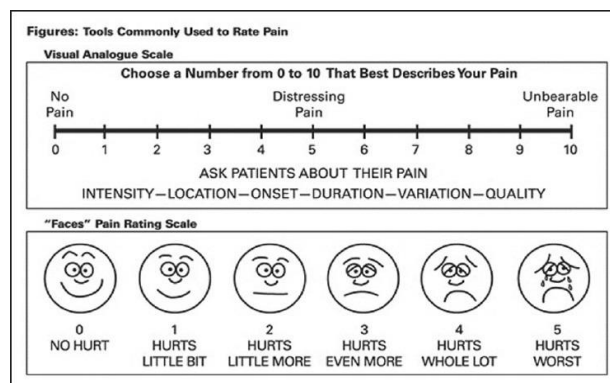 Figures: Tools Commonly Used to Rate Pain
Visual Analogue Scale
Choose a Number from 0 to 10 That Best Describes Your Pain
No Pain
Distressing Pain
Unbearable Pain
0 1 2 3 4 5 6 7 8 9 10
ASK PATIENTS ABOUT THEIR PAIN
INTENSITY—LOCATION—ONSET—DURATION—VARIATION—QUALITY
"Faces" Pain Rating Scale
0
NO HURT
1
HURTS
LITTLE BIT
2
HURTS
LITTLE MORE
3
HURTS
EVEN MORE
4
HURTS
WHOLE LOT
5
HURTS
WORST